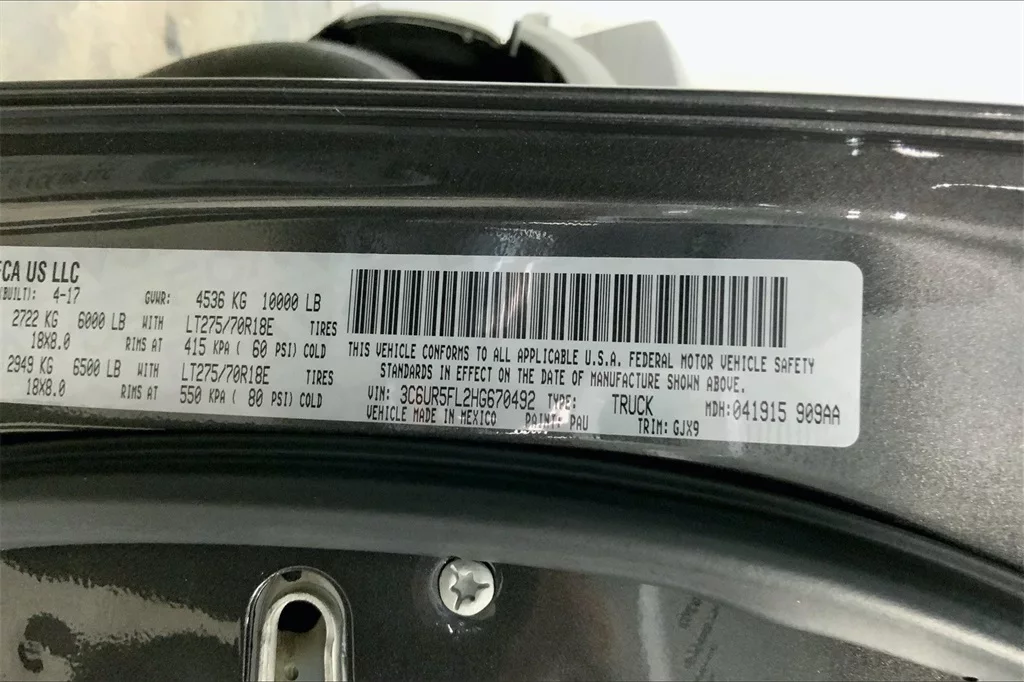 FCA US LLC
(BUILT): 4-17 GVWR: 4536 KG 10000 LB
2722 KG 6000 LB WITH LT275/70R18E TIRES
18X8.0 RIMS AT 415 KPA ( 60 PSI) COLD
2949 KG 6500 LB WITH LT275/70R18E TIRES
18X8.0 RIMS AT 550 KPA ( 80 PSI) COLD
THIS VEHICLE CONFORMS TO ALL APPLICABLE U.S.A. FEDERAL MOTOR VEHICLE SAFETY
STANDARDS IN EFFECT ON THE DATE OF MANUFACTURE SHOWN ABOVE.
VIN: 3C6UR5FL2HG670492 TYPE: TRUCK MDH:041915 909AA
VEHICLE MADE IN MEXICO PAINT: PAU TRIM: GJX9